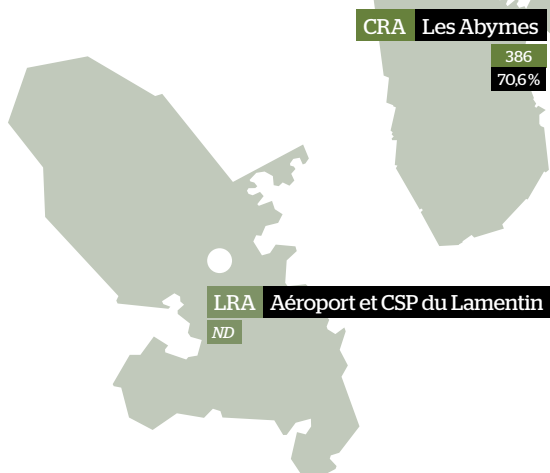 CRA Les Abymes
386
70,6 %
LRA Aéroport et CSP du Lamentin
ND